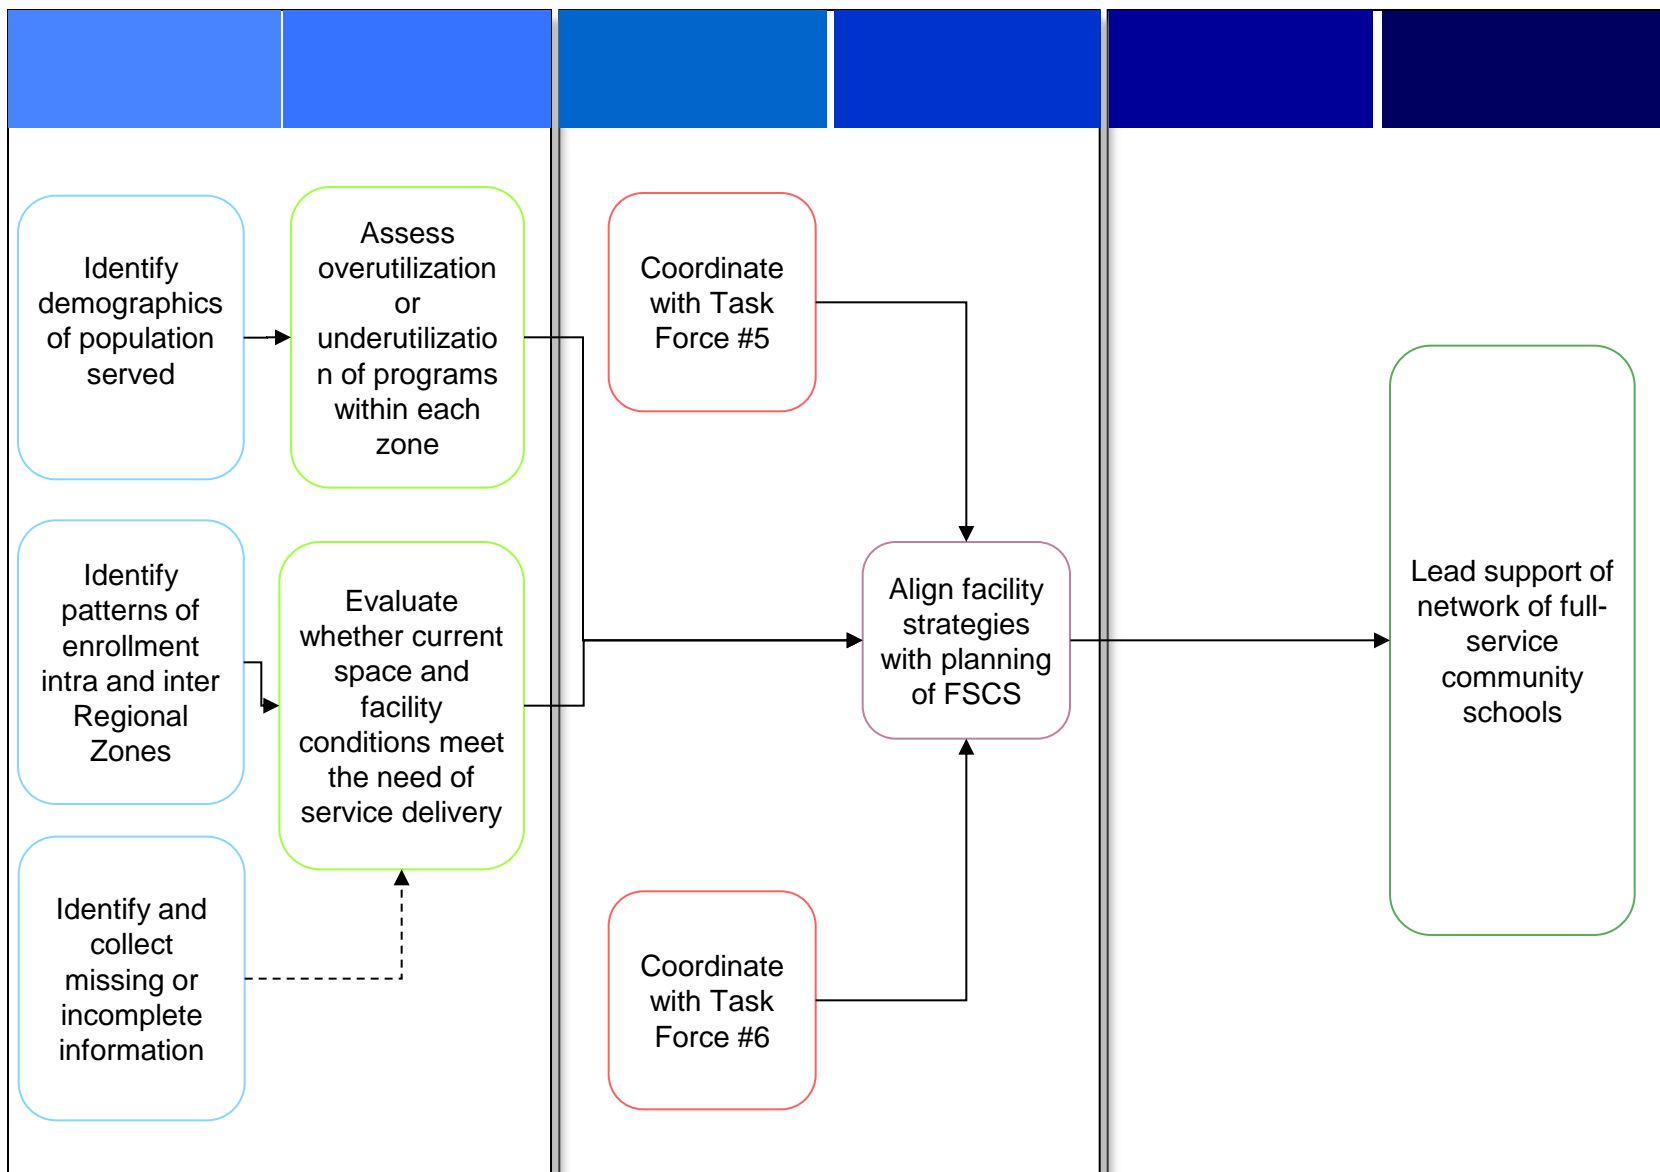 Identify
demographics
of population
served
Assess
overutilization
or
underutilizatio
n of programs
within each
zone
Coordinate
with Task
Force #5
Identify
patterns of
enrollment
intra and inter
Regional
Zones
Evaluate
whether current
space and
facility
conditions meet
the need of
service delivery
Align facility
strategies
with planning
of FSCS
Lead support of
network of full-
service
community
schools
Identify and
collect
missing or
incomplete
information
Coordinate
with Task
Force #6